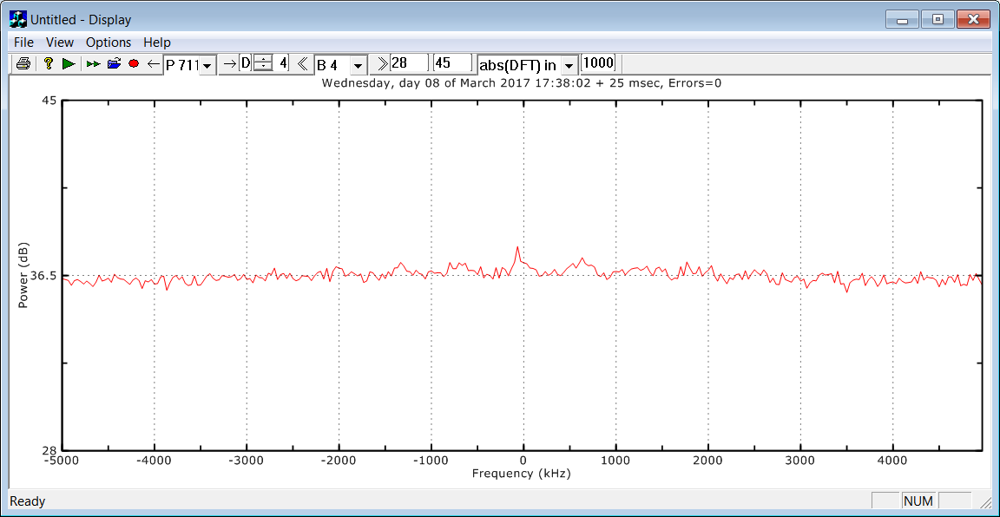 Untitled - Display
File View Options Help
P 711 D 4 B 4 28 45 abs(DFT) in 1000
Wednesday, day 08 of March 2017 17:38:02 + 25 msec, Errors=0
45
36.5
28
Power (dB)
-5000 -4000 -3000 -2000 -1000 0 1000 2000 3000 4000
Frequency (kHz)
Ready NUM